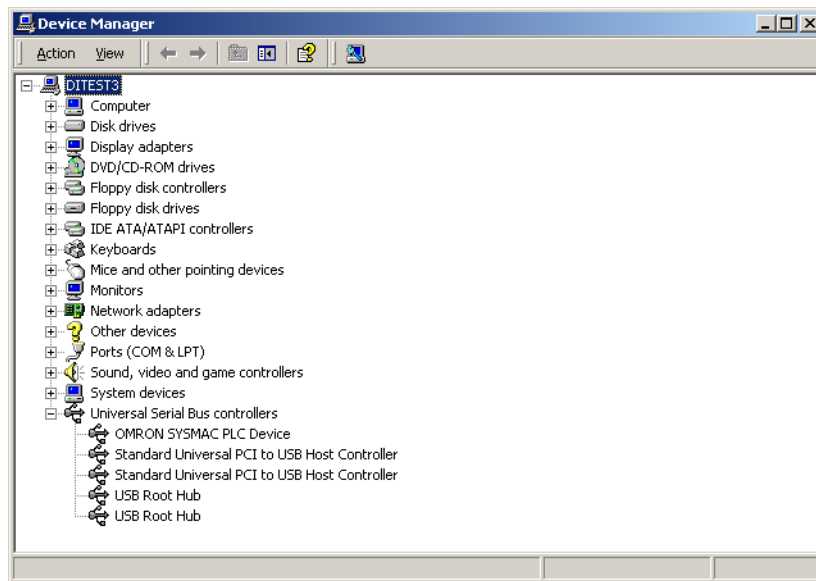 Device Manager
Action View
DITEST3
Computer
Disk drives
Display adapters
DVD/CD-ROM drives
Floppy disk controllers
Floppy disk drives
IDE ATA/ATAPI controllers
Keyboards
Mice and other pointing devices
Monitors
Network adapters
Other devices
Ports (COM & LPT)
Sound, video and game controllers
System devices
Universal Serial Bus controllers
OMRON SYSMAC PLC Device
Standard Universal PCI to USB Host Controller
Standard Universal PCI to USB Host Controller
USB Root Hub
USB Root Hub